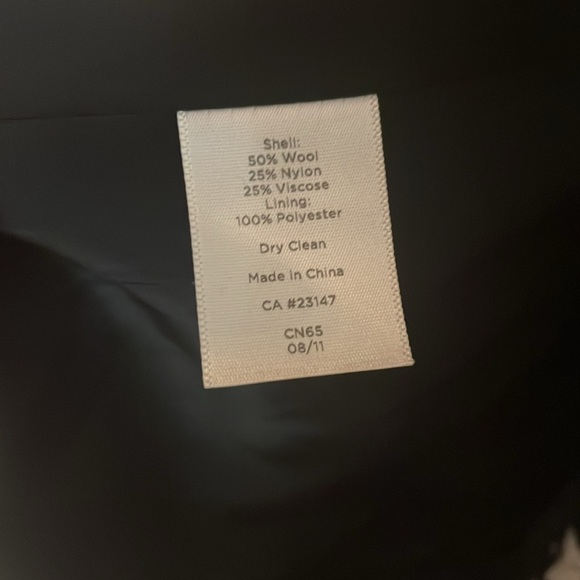 Shell:
50% Wool
25% Nylon
25% Viscose
Lining:
100% Polyester
Dry Clean
Made in China
CA #23147
CN65
08/11